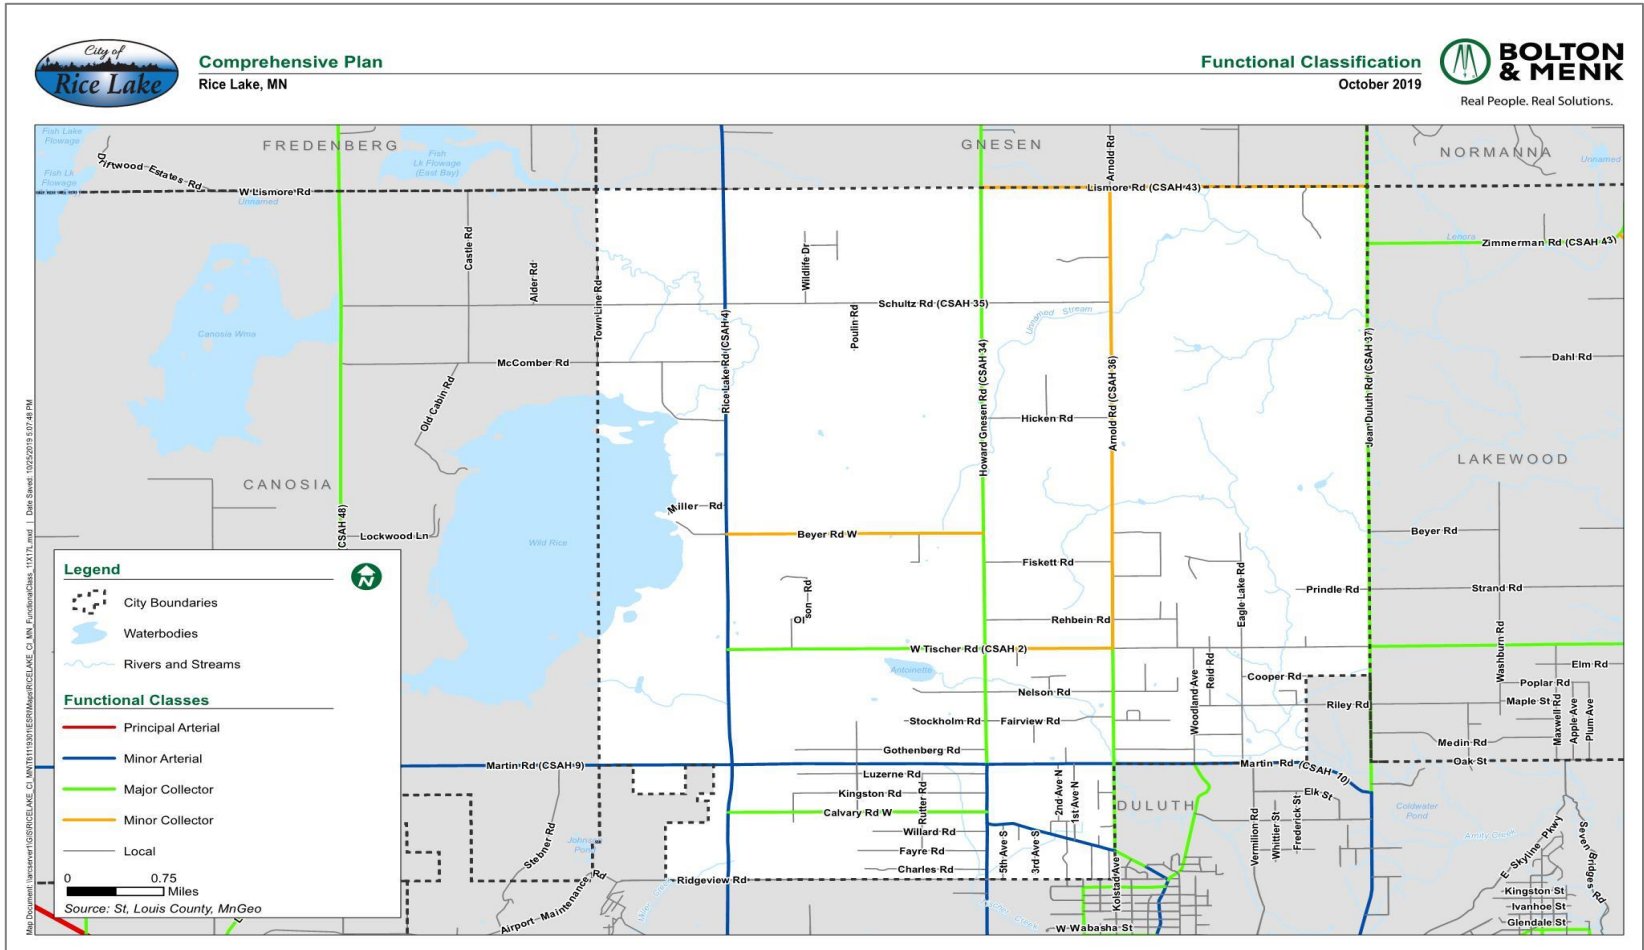 City of
Rice Lake
Comprehensive Plan
Rice Lake, MN
Functional Classification
October 2019
BOLTON
& MENK
Real People. Real Solutions.
Fish Lake
Flowage
FREDENBERG
Fish
Lk Flowage
(East Bay)
GNESEN
Arnold Rd
NORMANNA
Unnamed
Driftwood Estates Rd
Fish Lk
Flowage
W Lismore Rd
Unnamed
Lismore Rd (CSAH 43)
Castle Rd
Alder Rd
Town Line Rd
Wildlife Dr
Lenora
Zimmerman Rd (CSAH 43)
Schultz Rd (CSAH 35)
Unnamed Stream
Poulin Rd
Canosia Wma
McComber Rd
Rice Lake Rd (CSAH 4)
Howard Gnesen Rd (CSAH 34)
Arnold Rd (CSAH 36)
Jean Duluth Rd (CSAH 37)
Dahl Rd
Old Cabin Rd
Hicken Rd
LAKEWOOD
CANOSIA
CSAH 48)
Lockwood Ln
Miller Rd
Wild Rice
Beyer Rd W
Beyer Rd
Fiskett Rd
Eagle Lake Rd
Prindle Rd
Strand Rd
Olson Rd
Rehbein Rd
W Tischer Rd (CSAH 2)
Antoinette
Washburn Rd
Elm Rd
Reid Rd
Woodland Ave
Cooper Rd
Poplar Rd
Nelson Rd
Riley Rd
Maple St
Maxwell Rd
Apple Ave
Plum Ave
Stockholm Rd
Fairview Rd
Medin Rd
Gothenberg Rd
Oak St
Martin Rd (CSAH 9)
Martin Rd (CSAH 10)
Luzerne Rd
Kingston Rd
Rutter Rd
2nd Ave N
1st Ave N
DULUTH
Elk St
Calvary Rd W
Coldwater
Pond
Willard Rd
5th Ave S
3rd Ave S
Vermilion Rd
Whittier St
Frederick St
Amity Creek
E Skyline Pkwy
Seven Bridges Rd
Stebner Rd
Fayre Rd
Charles Rd
Kolstad Ave
Ridgeview Rd
Airport Maintenance Rd
Kingston St
Ivanhoe St
Glendale St
W Wabasha St
Legend
N
City Boundaries
Waterbodies
Rivers and Streams
Functional Classes
Principal Arterial
Minor Arterial
Major Collector
Minor Collector
Local
0 0.75
Miles
Source: St, Louis County, MnGeo